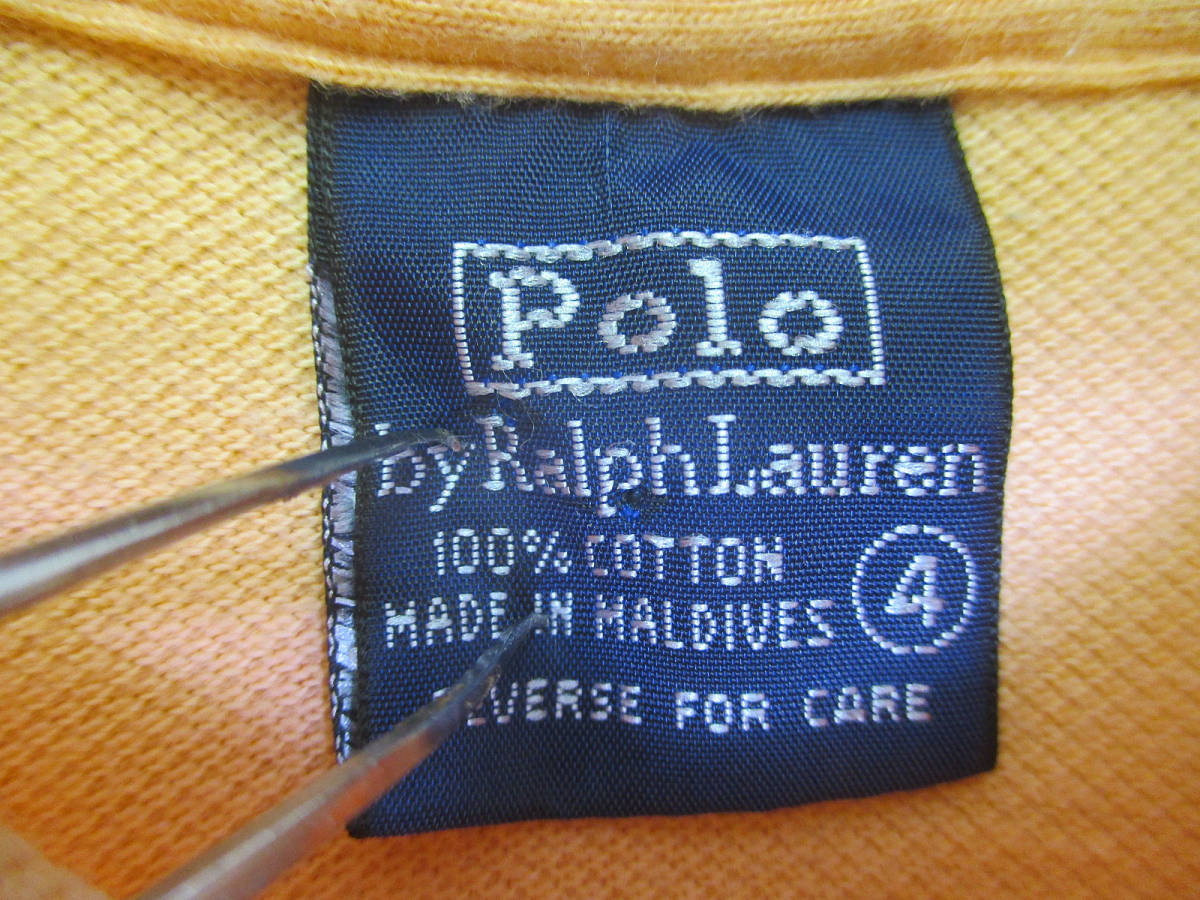 Polo
by Ralph Lauren
100% COTTON
MADE IN MALDIVES
4
REVERSE FOR CARE